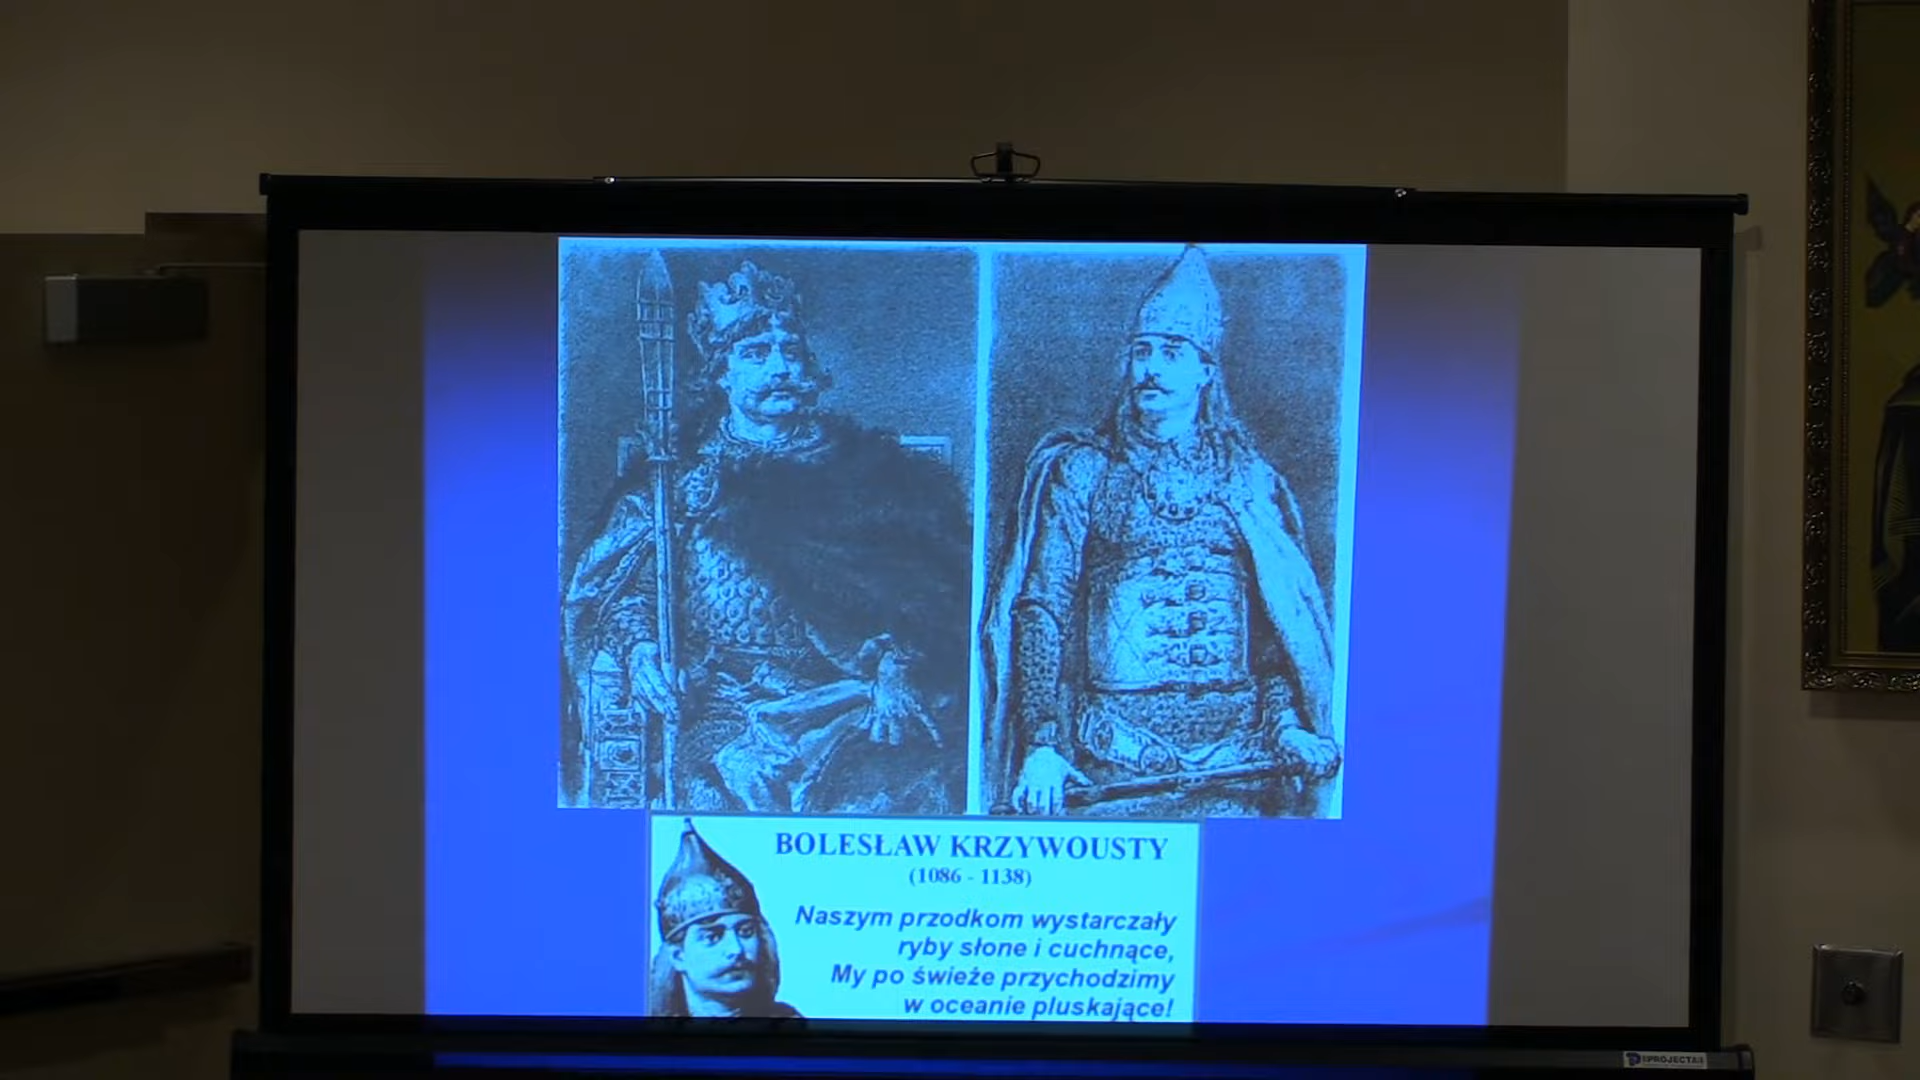 BOLESŁAW KRZYWOUSTY
(1086 - 1138)
Naszym przodkom wystarczały
ryby słone i cuchnące,
My po świeże przychodzimy
w oceanie pluskające!